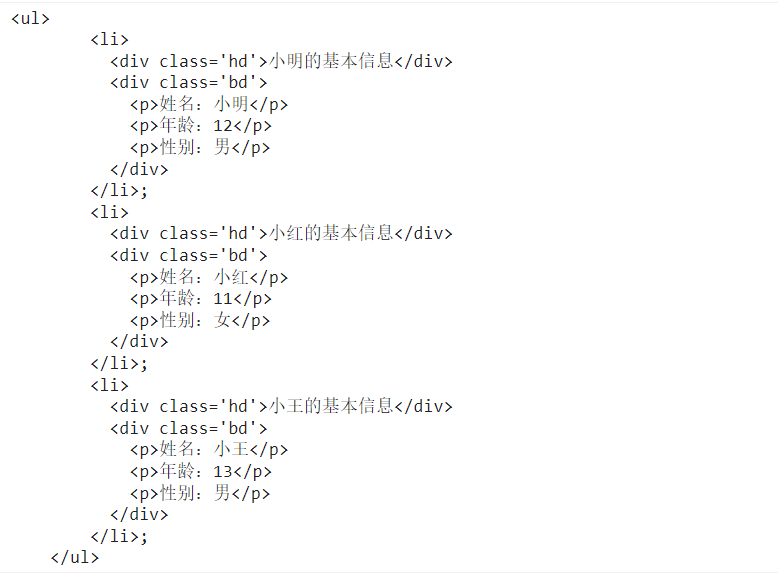 <ul>
<li>
<div class='hd'>小明的基本信息</div>
<div class='bd'>
<p>姓名：小明</p>
<p>年龄：12</p>
<p>性别：男</p>
</div>
</li>;
<li>
<div class='hd'>小红的基本信息</div>
<div class='bd'>
<p>姓名：小红</p>
<p>年龄：11</p>
<p>性别：女</p>
</div>
</li>;
<li>
<div class='hd'>小王的基本信息</div>
<div class='bd'>
<p>姓名：小王</p>
<p>年龄：13</p>
<p>性别：男</p>
</div>
</li>;
</ul>